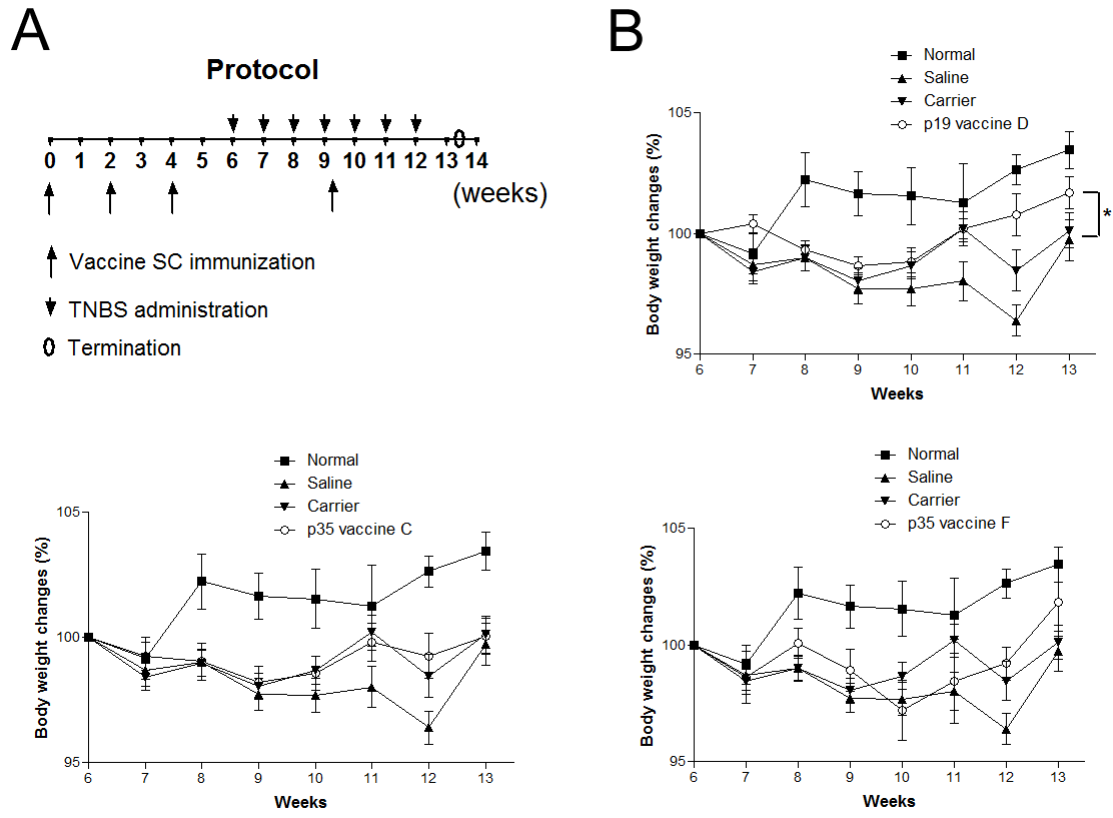 A
Protocol
0 1 2 3 4 5 6 7 8 9 10 11 12 13 14
(weeks)
Vaccine SC immunization
TNBS administration
Termination
B
Normal
Saline
Carrier
p19 vaccine D
Body weight changes (%)
105
100
95
*
6 7 8 9 10 11 12 13
Weeks
Normal
Saline
Carrier
p35 vaccine C
Body weight changes (%)
105
100
95
6 7 8 9 10 11 12 13
Weeks
Normal
Saline
Carrier
p35 vaccine F
Body weight changes (%)
105
100
95
6 7 8 9 10 11 12 13
Weeks